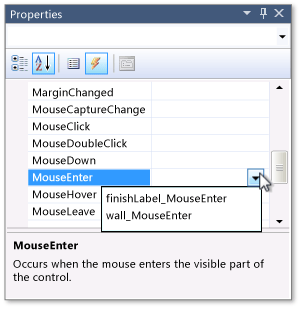 Properties
MarginChanged
MouseCaptureChange
MouseClick
MouseDoubleClick
MouseDown
MouseEnter
MouseHover
finishLabel_MouseEnter
MouseLeave
wall_MouseEnter
MouseEnter
Occurs when the mouse enters the visible part
of the control.